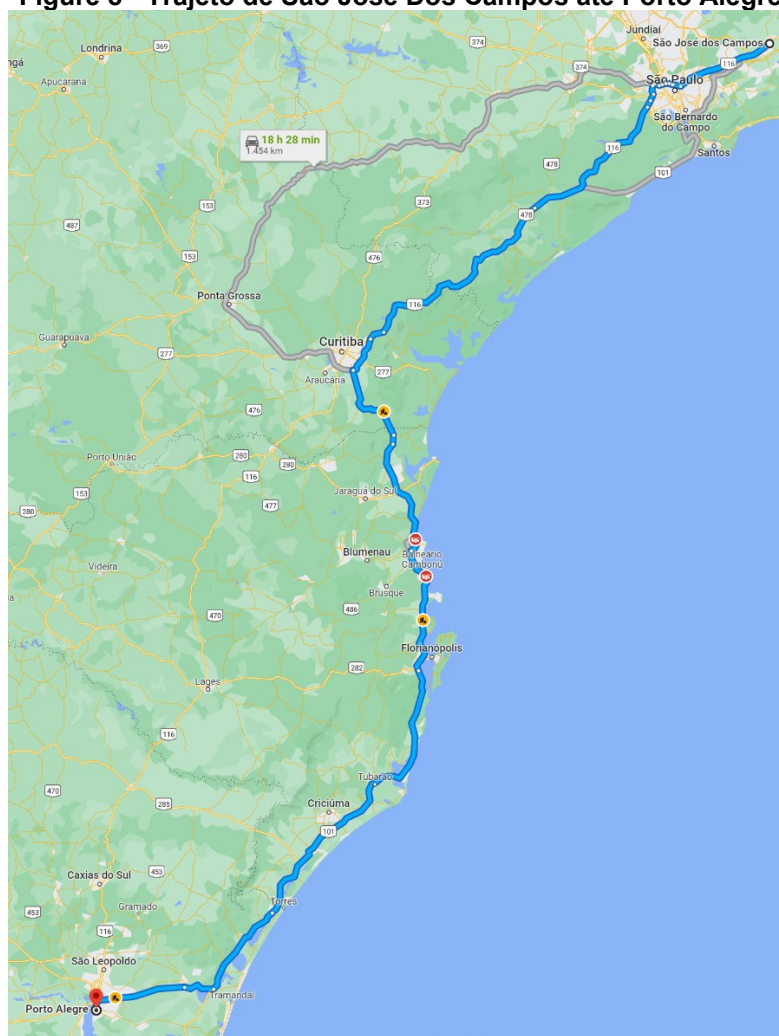 Trajeto de São José Dos Campos até Porto Alegre
374
Jundiaí
São José dos Campos
Londrina
369
116
374
Apucarana
São Paulo
São Bernardo
do Campo
18 h 28 min
1.454 km
116
Santos
153
478
101
373
487
478
153
476
Ponta Grossa
116
Guarapuava
Curitiba
277
277
Araucária
476
Porto União
280
280
116
153
477
Jaraguá do Sul
280
Blumenau
Balneário
Camboriú
Videira
Brusque
486
470
Florianópolis
282
Lages
116
Tubarão
470
285
Criciúma
101
453
Caxias do Sul
Torres
453
Gramado
116
São Leopoldo
Tramandaí
Porto Alegre